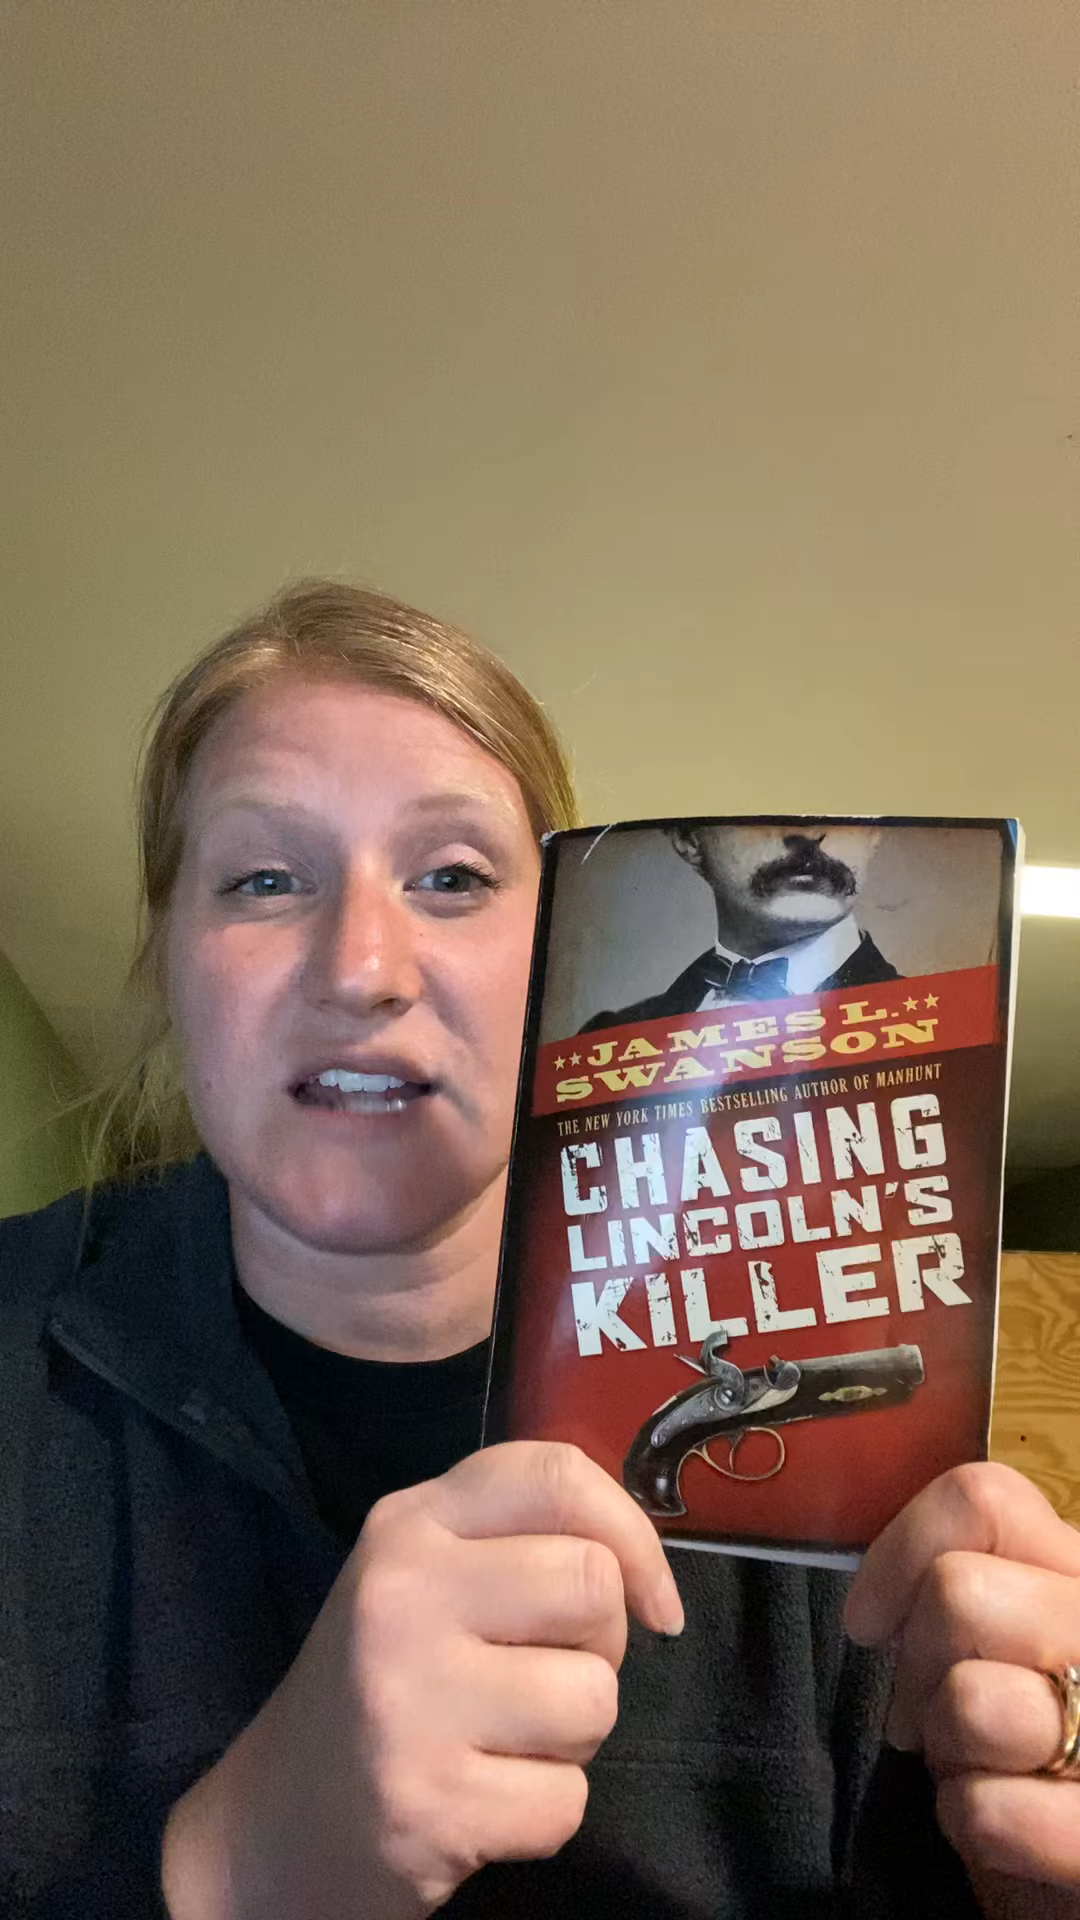 JAMES L.
SWANSON
THE NEW YORK TIMES BESTSELLING AUTHOR OF MANHUNT
CHASING
LINCOLN'S
KILLER